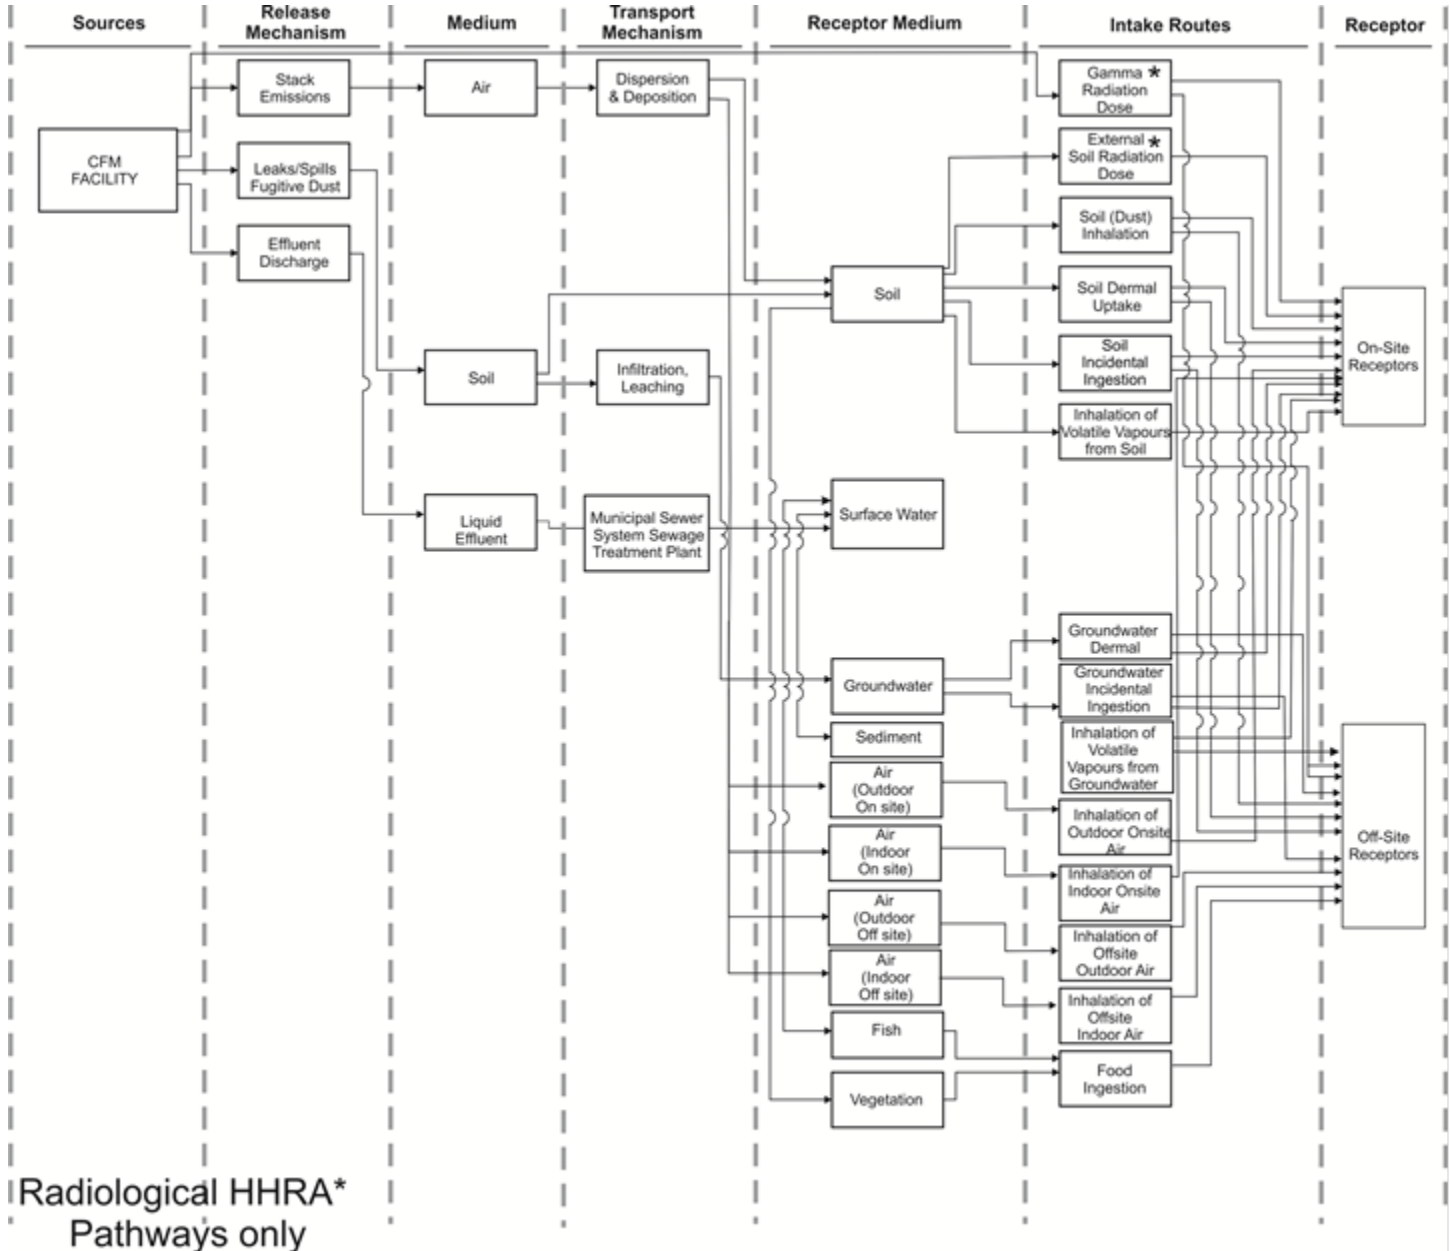 Sources
Release
Mechanism
Medium
Transport
Mechanism
Receptor Medium
Intake Routes
Receptor
CFM
FACILITY
Stack
Emissions
Leaks/Spills
Fugitive Dust
Effluent
Discharge
Air
Soil
Liquid
Effluent
Dispersion
& Deposition
Infiltration,
Leaching
Municipal Sewer
System Sewage
Treatment Plant
Soil
Surface Water
Groundwater
Sediment
Air
(Outdoor
On site)
Air
(Indoor
On site)
Air
(Outdoor
Off site)
Air
(Indoor
Off site)
Fish
Vegetation
Gamma *
Radiation
Dose
External *
Soil Radiation
Dose
Soil (Dust)
Inhalation
Soil Dermal
Uptake
Soil
Incidental
Ingestion
Inhalation of
Volatile Vapours
from Soil
Groundwater
Dermal
Groundwater
Incidental
Ingestion
Inhalation of
Volatile
Vapours from
Groundwater
Inhalation of
Outdoor Onsite
Air
Inhalation of
Indoor Onsite
Air
Inhalation of
Offsite
Outdoor Air
Inhalation of
Offsite
Indoor Air
Food
Ingestion
On-Site
Receptors
Off-Site
Receptors
Radiological HHRA*
Pathways only